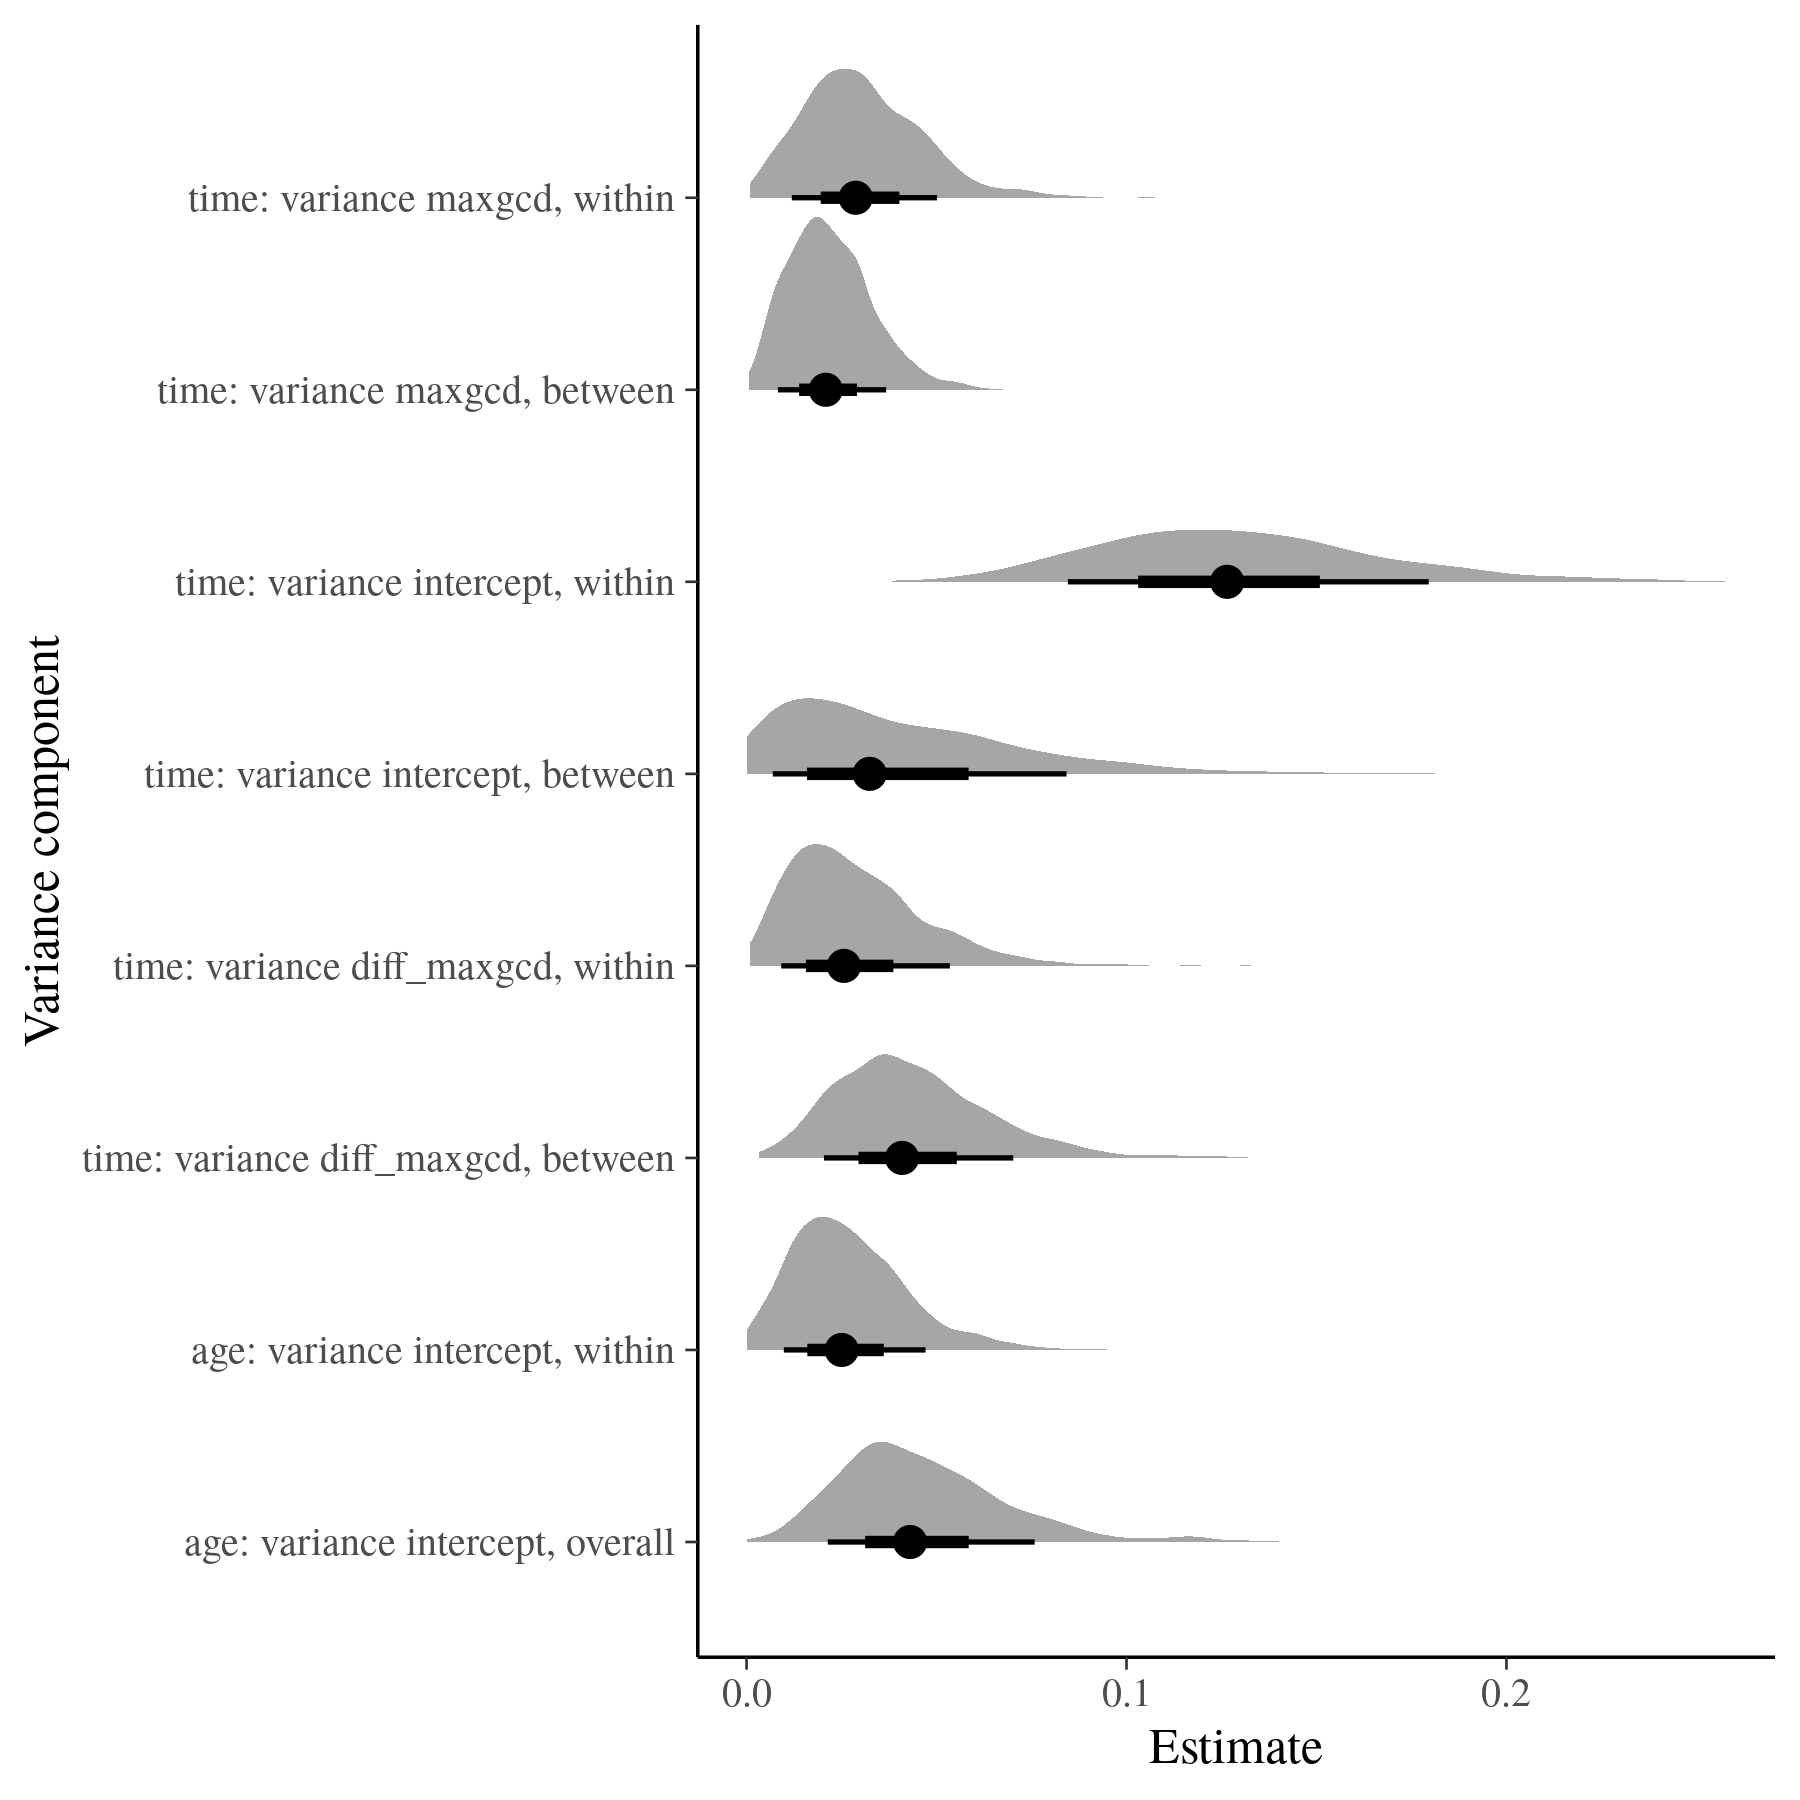 time: variance maxgcd, within
time: variance maxgcd, between
time: variance intercept, within
time: variance intercept, between
time: variance diff_maxgcd, within
time: variance diff_maxgcd, between
age: variance intercept, within
age: variance intercept, overall
Variance component
0.0 0.1 0.2
Estimate